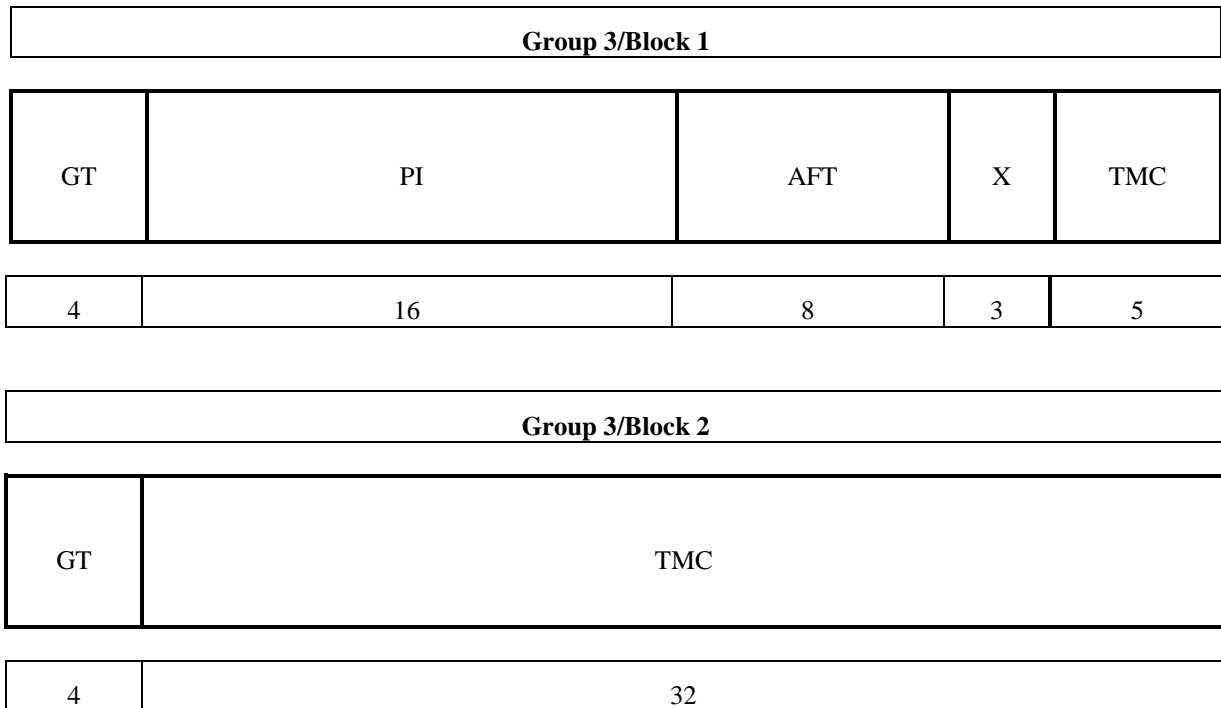 Group 3/Block 1
GT PI AFT X TMC
4 16 8 3 5
Group 3/Block 2
GT TMC
4 32